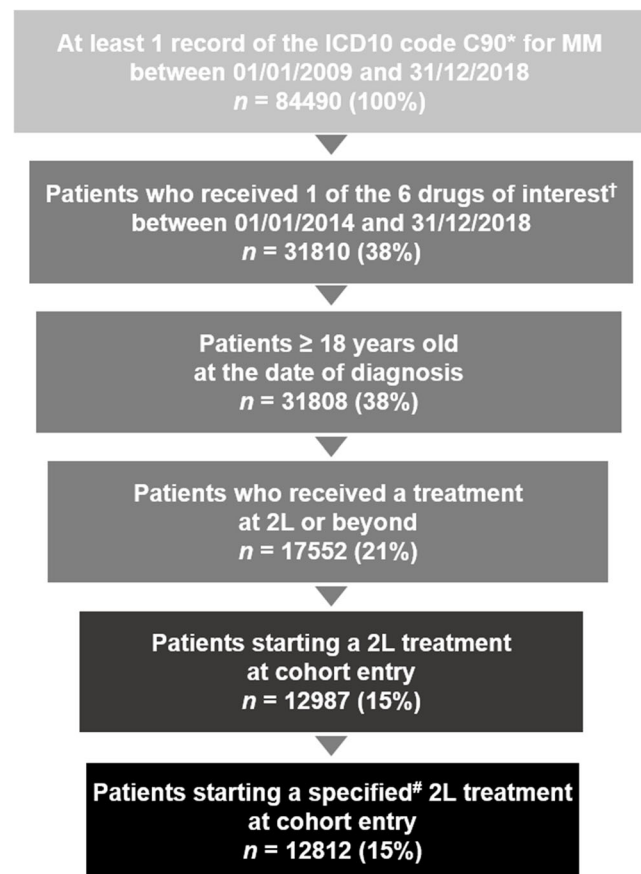 At least 1 record of the ICD10 code C90* for MM
between 01/01/2009 and 31/12/2018
n = 84490 (100%)
Patients who received 1 of the 6 drugs of interest†
between 01/01/2014 and 31/12/2018
n = 31810 (38%)
Patients ≥ 18 years old
at the date of diagnosis
n = 31808 (38%)
Patients who received a treatment
at 2L or beyond
n = 17552 (21%)
Patients starting a 2L treatment
at cohort entry
n = 12987 (15%)
Patients starting a specified# 2L treatment
at cohort entry
n = 12812 (15%)